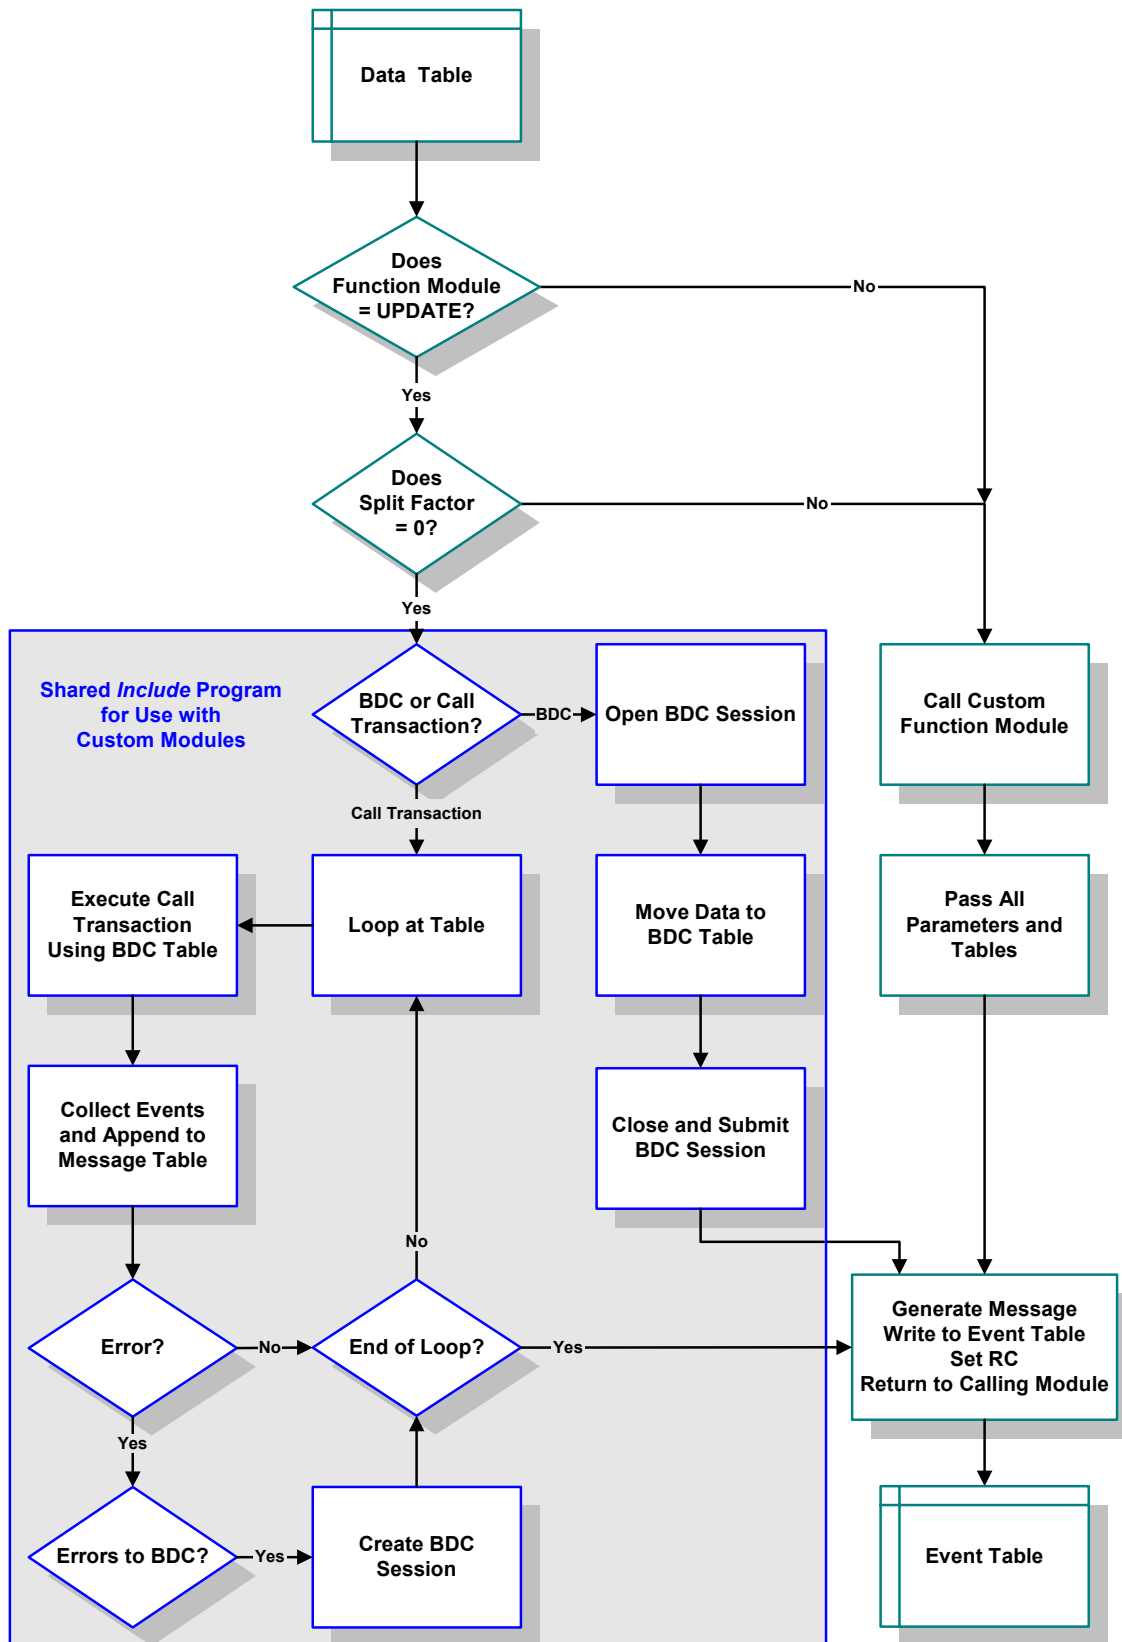 Data Table
Does
Function Module
= UPDATE?
No
Yes
Does
Split Factor
= 0?
No
Yes
Shared Include Program
for Use with
Custom Modules
BDC or Call
Transaction?
BDC
Open BDC Session
Call Custom
Function Module
Call Transaction
Execute Call
Transaction
Using BDC Table
Loop at Table
Move Data to
BDC Table
Pass All
Parameters and
Tables
Collect Events
and Append to
Message Table
Close and Submit
BDC Session
No
Error?
No
End of Loop?
Yes
Generate Message
Write to Event Table
Set RC
Return to Calling Module
Yes
Errors to BDC?
Yes
Create BDC
Session
Event Table